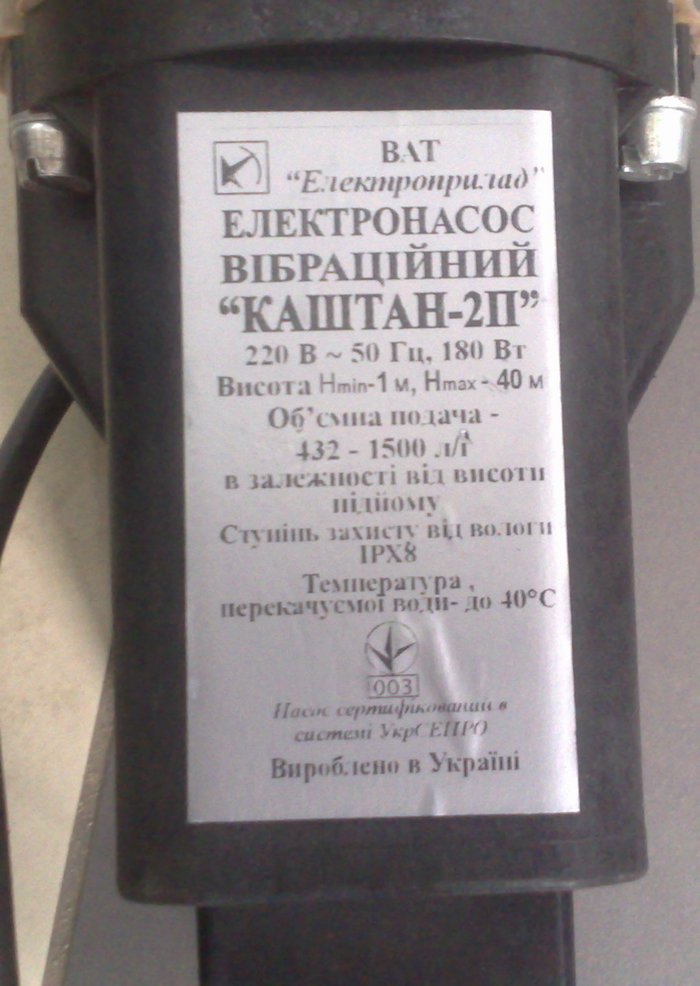 ВАТ
“Електроприлад”
ЕЛЕКТРОНАСОС
ВІБРАЦІЙНИЙ
“КАШТАН-2П”
220 В ~ 50 Гц, 180 Вт
Висота Hmin-1 м, Hmax - 40 м
Об’ємна подача -
432 - 1500 л/г
в залежності від висоти
підйому
Ступінь захисту від вологи
IPX8
Температура
перекачуємої води- до 40°С
003
Насос сертифікований в
системі УкрСЕПРО
Вироблено в Україні